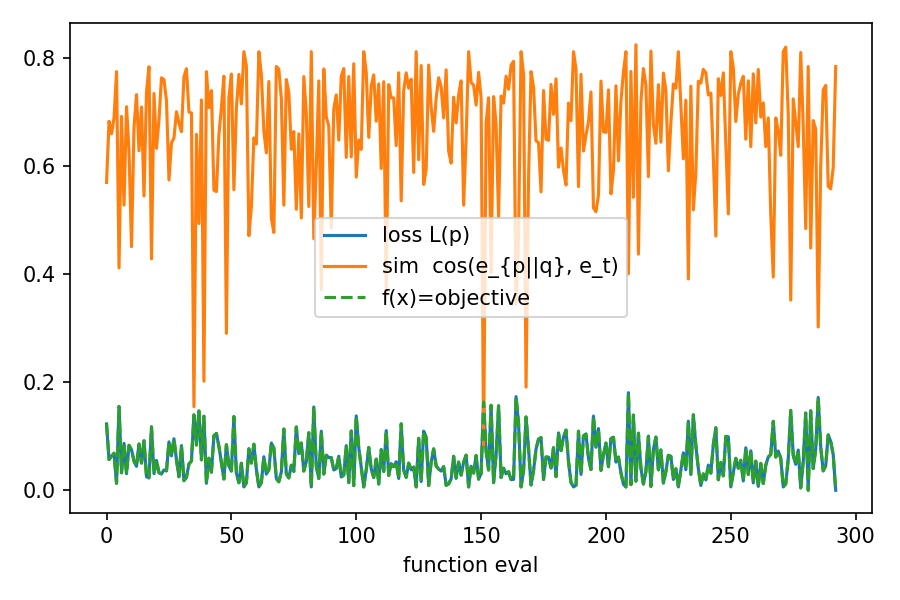 0.8
0.6
0.4
0.2
0.0
loss L(p)
sim  cos(e_{p||q}, e_t)
f(x)=objective
0 50 100 150 200 250 300
function eval